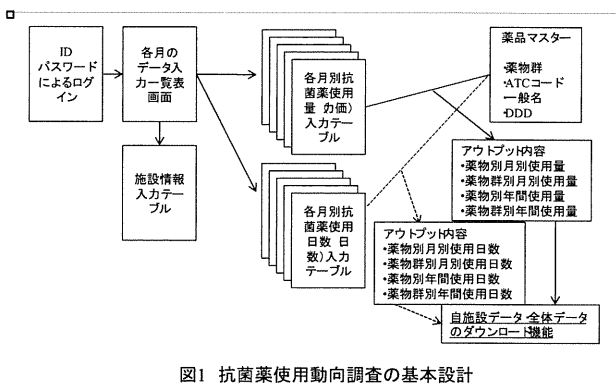 ID
パスワード
によるログ
イン
各月の
データ入
力一覧表
画面
施設情報
入力テー
ブル
各月別抗
菌薬使用
量 力価)
入力テー
ブル
各月別抗
菌薬使用
日数 日
数)入力
テーブル
薬品マスター
・薬物群
・ATCコード
・一般名
・DDD
アウトプット内容
・薬物別月別使用量
・薬物群別月別使用量
・薬物別年間使用量
・薬物群別年間使用量
アウトプット内容
・薬物別月別使用日数
・薬物群別月別使用日数
・薬物別年間使用日数
・薬物群別年間使用日数
自施設データ 全体データ
のダウンロード機能
図1 抗菌薬使用動向調査の基本設計